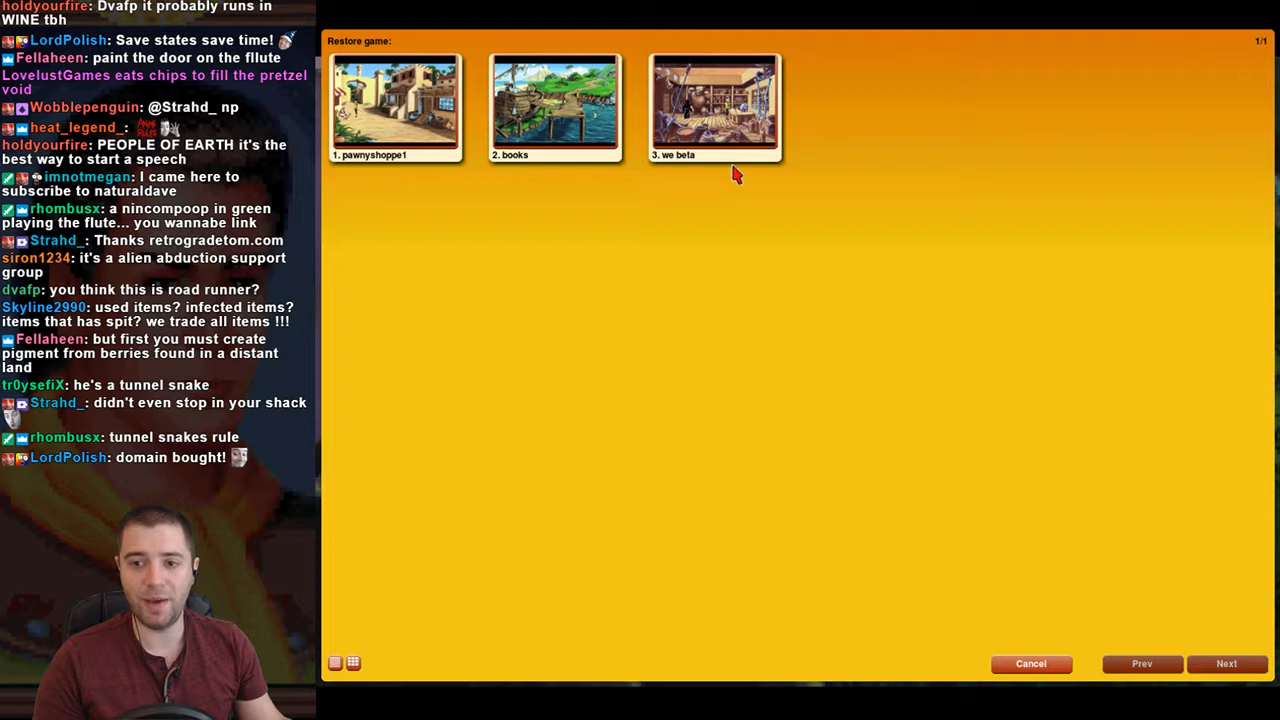 holdyourfire: Dvafp it probably runs in
WINE tbh
LordPolish: Save states save time!
Fellaheen: paint the door on the fllute
LovelustGames eats chips to fill the pretzel
void
Wobblepenguin: @Strahd_ np
heat_legend_:
holdyourfire: PEOPLE OF EARTH it's the
best way to start a speech
imnotmegan: I came here to
subscribe to naturaldave
rhombusx: a nincompoop in green
playing the flute... you wannabe link
Strahd_: Thanks retrogradetom.com
siron1234: it's a alien abduction support
group
dvafp: you think this is road runner?
Skyline2990: used items? infected items?
items that has spit? we trade all items !!!
Fellaheen: but first you must create
pigment from berries found in a distant
land
tr0ysefiX: he's a tunnel snake
Strahd_: didn't even stop in your shack
rhombusx: tunnel snakes rule
LordPolish: domain bought!
Restore game:
1/1
1. pawnyshoppe1
2. books
3. we beta
Cancel
Prev
Next